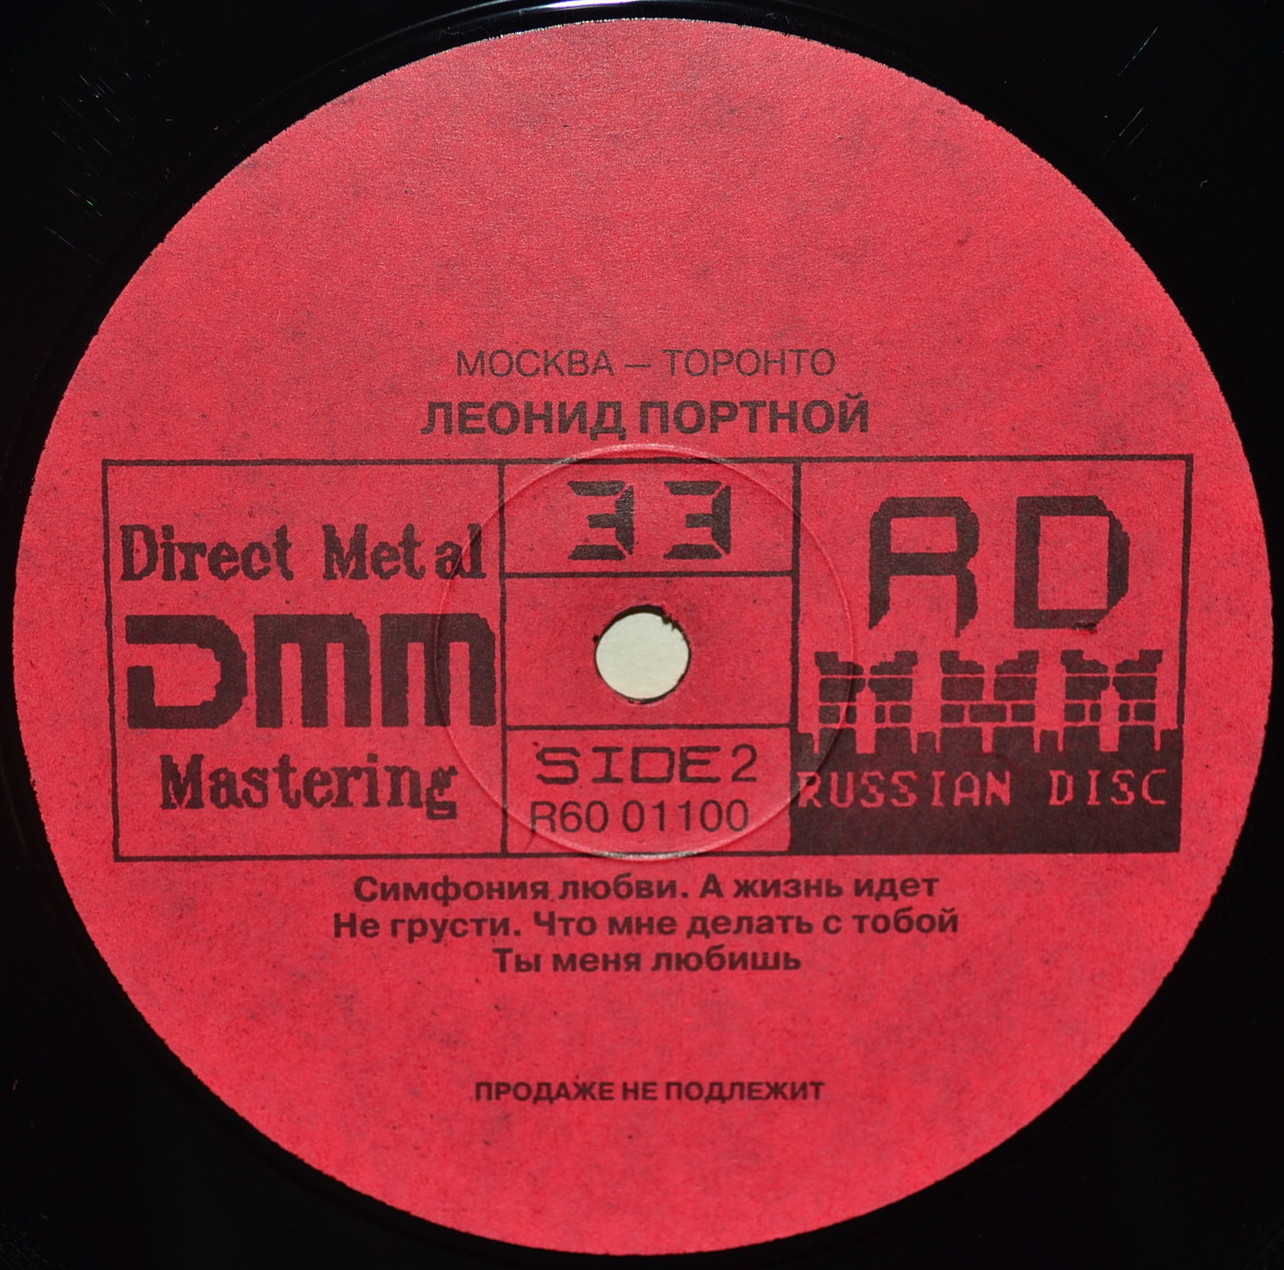 МОСКВА – ТОРОНТО
ЛЕОНИД ПОРТНОЙ
Direct Metal
DMM
Mastering
33
SIDE 2
R60 01100
RD
RUSSIAN DISC
Симфония любви. А жизнь идет
Не грусти. Что мне делать с тобой
Ты меня любишь
ПРОДАЖЕ НЕ ПОДЛЕЖИТ